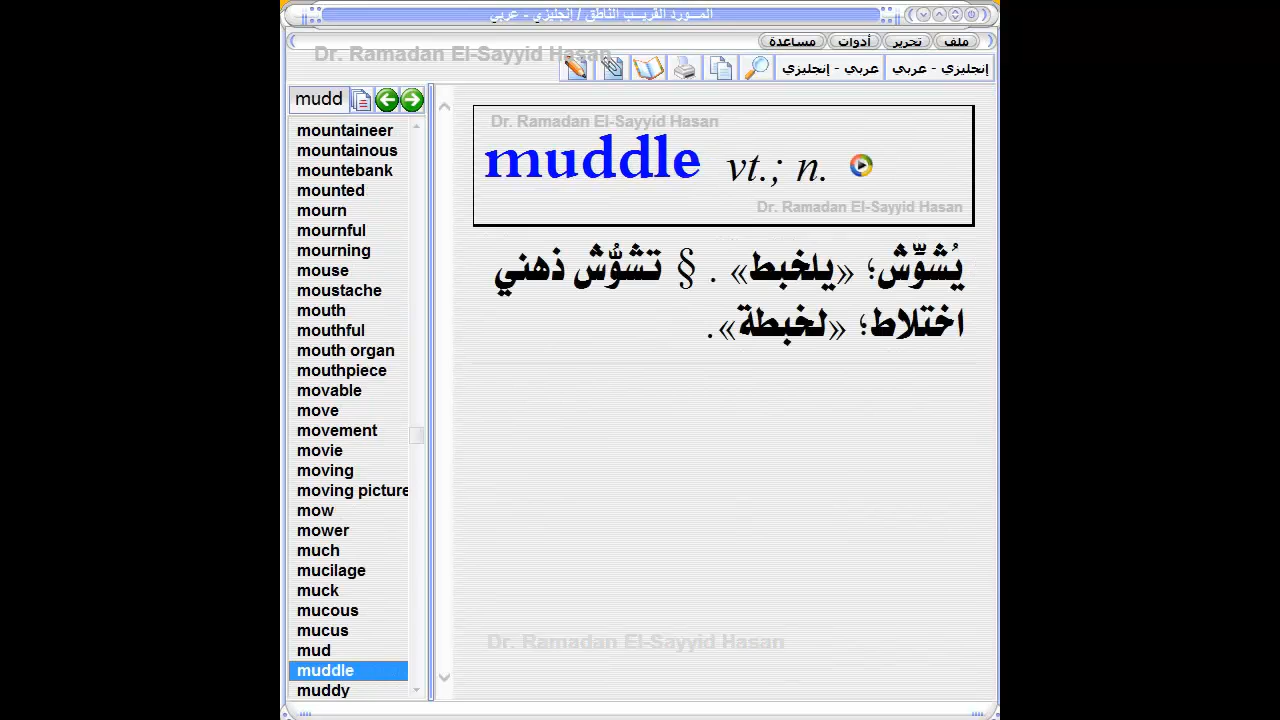 المـــورد القريـــب الناطق / إنجليزي - عربي
ملف تحرير أدوات مساعدة
Dr. Ramadan El-Sayyid Hasan
إنجليزي - عربي عربي - إنجليزي
mudd
mountaineer
mountainous
mountebank
mounted
mourn
mournful
mourning
mouse
moustache
mouth
mouthful
mouth organ
mouthpiece
movable
move
movement
movie
moving
moving picture
mow
mower
much
mucilage
muck
mucous
mucus
mud
muddle
muddy
Dr. Ramadan El-Sayyid Hasan
muddle vt.; n.
Dr. Ramadan El-Sayyid Hasan
يُشوِّش؛ «يلخبط» . § تشوُّش ذهني
اختلاط؛ «لخبطة».
Dr. Ramadan El-Sayyid Hasan